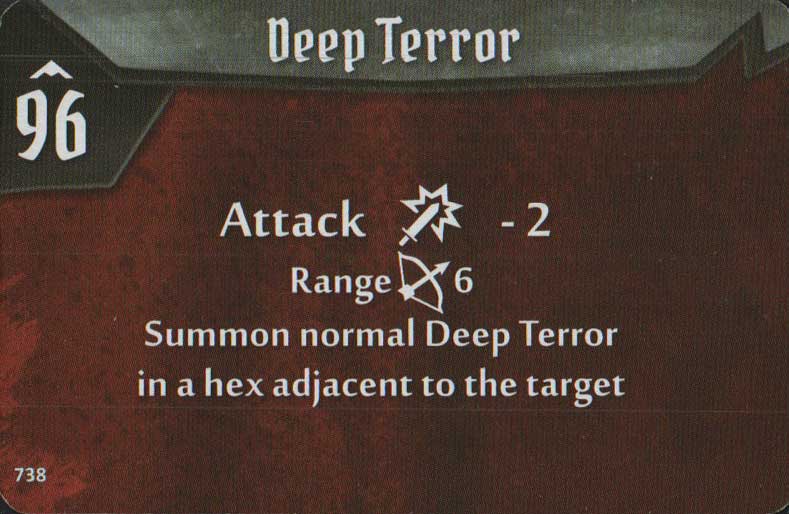 Deep Terror
96
Attack - 2
Range 6
Summon normal Deep Terror
in a hex adjacent to the target
738